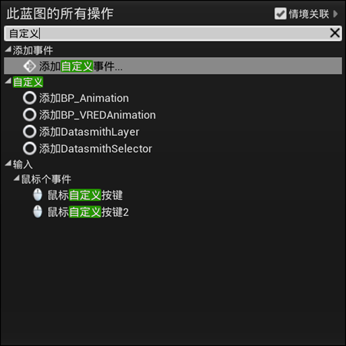 此蓝图的所有操作 情境关联
自定义
添加事件
添加自定义事件...
自定义
添加BP_Animation
添加BP_VREDAnimation
添加DatasmithLayer
添加DatasmithSelector
输入
鼠标个事件
鼠标自定义按键
鼠标自定义按键2